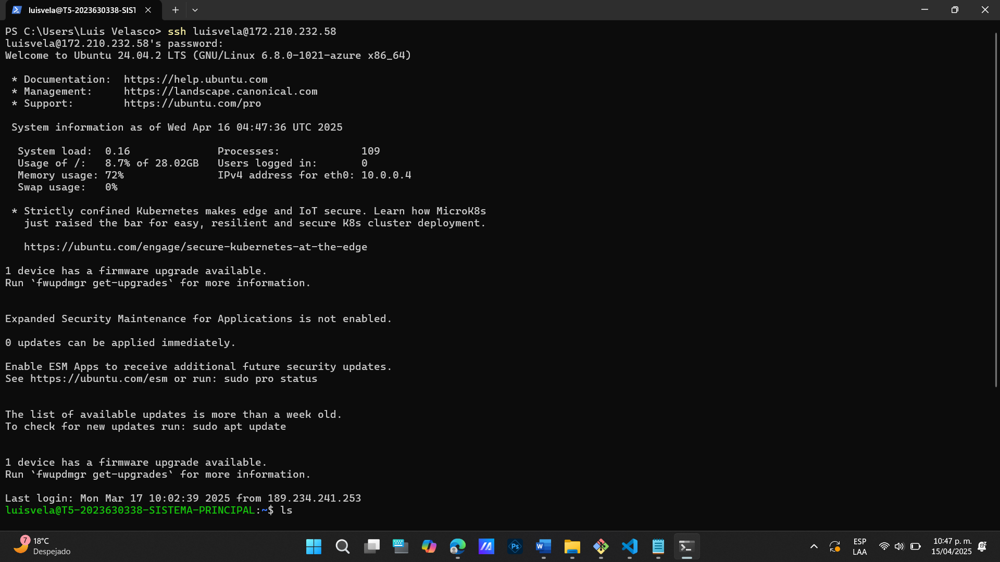 luisvela@T5-2023630338-SIST
PS C:\Users\Luis Velasco> ssh luisvela@172.210.232.58
luisvela@172.210.232.58's password:
Welcome to Ubuntu 24.04.2 LTS (GNU/Linux 6.8.0-1021-azure x86_64)
* Documentation:  https://help.ubuntu.com
* Management:     https://landscape.canonical.com
* Support:        https://ubuntu.com/pro
System information as of Wed Apr 16 04:47:36 UTC 2025
System load:  0.16              Processes:             109
Usage of /:   8.7% of 28.02GB   Users logged in:       0
Memory usage: 72%               IPv4 address for eth0: 10.0.0.4
Swap usage:   0%
* Strictly confined Kubernetes makes edge and IoT secure. Learn how MicroK8s
just raised the bar for easy, resilient and secure K8s cluster deployment.
https://ubuntu.com/engage/secure-kubernetes-at-the-edge
1 device has a firmware upgrade available.
Run `fwupdmgr get-upgrades` for more information.
Expanded Security Maintenance for Applications is not enabled.
0 updates can be applied immediately.
Enable ESM Apps to receive additional future security updates.
See https://ubuntu.com/esm or run: sudo pro status
The list of available updates is more than a week old.
To check for new updates run: sudo apt update
1 device has a firmware upgrade available.
Run `fwupdmgr get-upgrades` for more information.
Last login: Mon Mar 17 10:02:39 2025 from 189.234.241.253
luisvela@T5-2023630338-SISTEMA-PRINCIPAL:~$ ls
7
18°C
Despejado
Ps
W
ESP
LAA
10:47 p. m.
15/04/2025